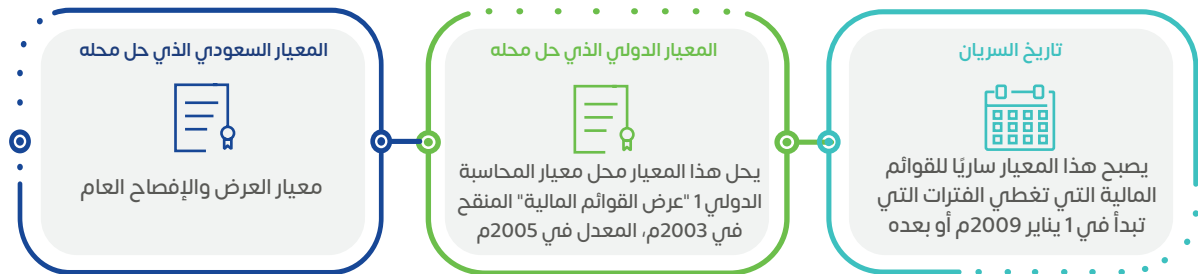 تاريخ السريان
يصبح هذا المعيار ساريًا للقوائم
المالية التي تغطي الفترات التي
تبدأ في 1 يناير 2009م أو بعده
المعيار الدولي الذي حل محله
يحل هذا المعيار محل معيار المحاسبة
الدولي 1 "عرض القوائم المالية" المنقح
في 2003م، المعدل في 2005م
المعيار السعودي الذي حل محله
معيار العرض والإفصاح العام